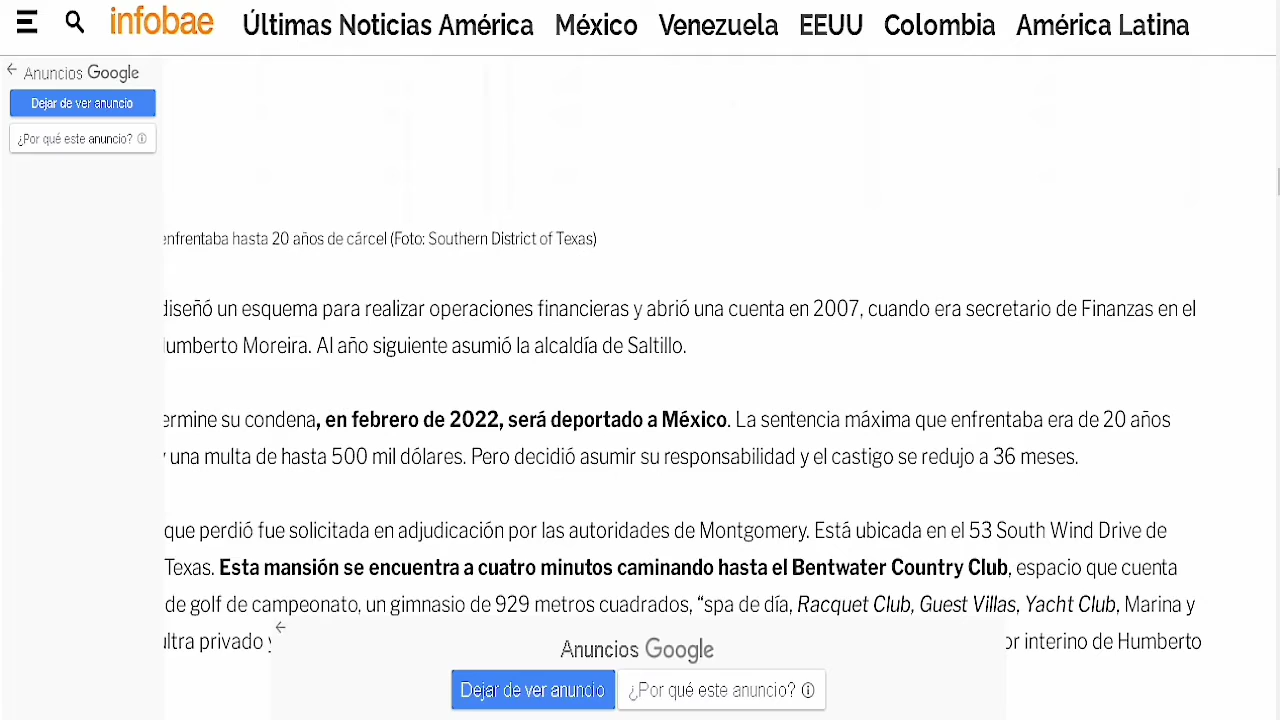 infobae Últimas Noticias América México Venezuela EEUU Colombia América Latina
Anuncios Google
Dejar de ver anuncio
¿Por qué este anuncio?
enfrentaba hasta 20 años de cárcel (Foto: Southern District of Texas)
diseñó un esquema para realizar operaciones financieras y abrió una cuenta en 2007, cuando era secretario de Finanzas en el
Humberto Moreira. Al año siguiente asumió la alcaldía de Saltillo.
ermine su condena, en febrero de 2022, será deportado a México. La sentencia máxima que enfrentaba era de 20 años
y una multa de hasta 500 mil dólares. Pero decidió asumir su responsabilidad y el castigo se redujo a 36 meses.
que perdió fue solicitada en adjudicación por las autoridades de Montgomery. Está ubicada en el 53 South Wind Drive de
Texas. Esta mansión se encuentra a cuatro minutos caminando hasta el Bentwater Country Club, espacio que cuenta
de golf de campeonato, un gimnasio de 929 metros cuadrados, “spa de día, Racquet Club, Guest Villas, Yacht Club, Marina y
ultra privado y or interino de Humberto
Anuncios Google
Dejar de ver anuncio ¿Por qué este anuncio?